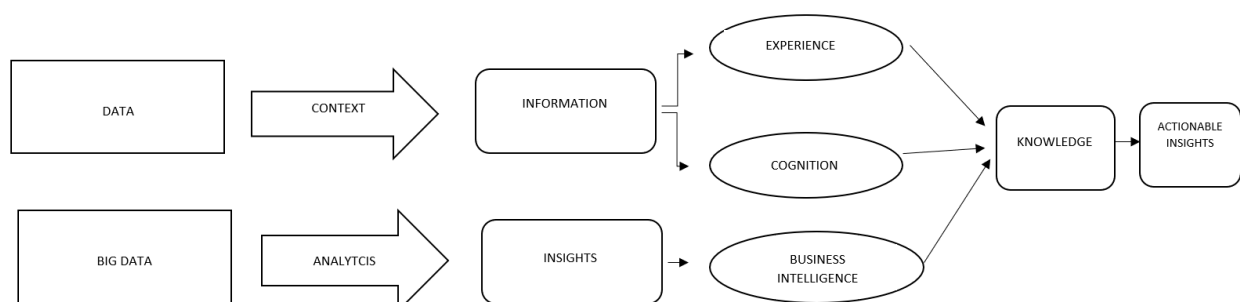 EXPERIENCE
DATA
CONTEXT
INFORMATION
KNOWLEDGE
ACTIONABLE
INSIGHTS
COGNITION
BIG DATA
ANALYTCIS
INSIGHTS
BUSINESS
INTELLIGENCE